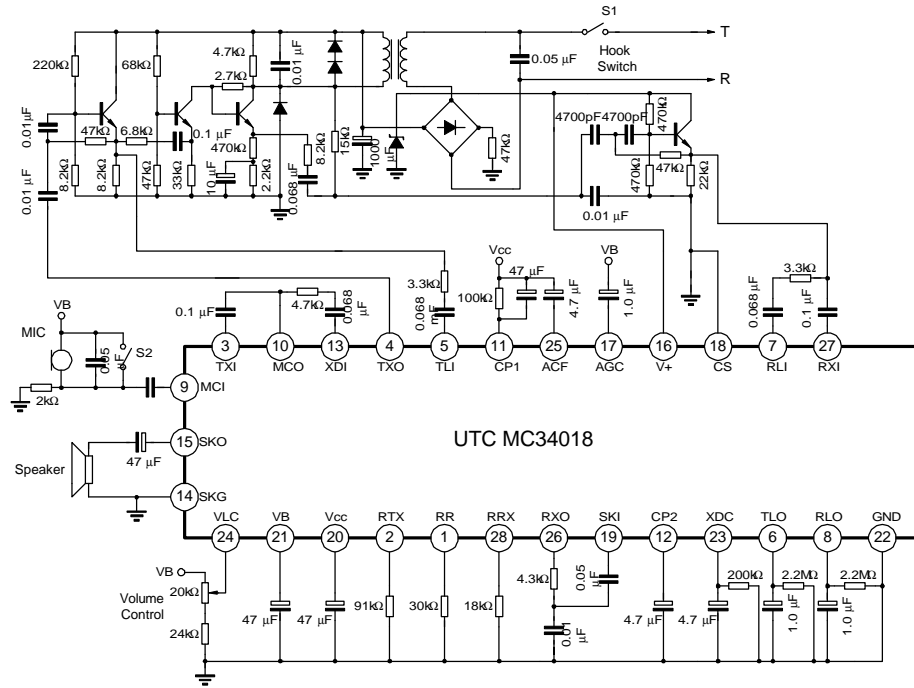 S1
T
Hook
Switch
R
0.05 μF
220kΩ
68kΩ
4.7kΩ
2.7kΩ
0.01 μF
0.01μF
47kΩ
6.8kΩ
0.1 μF
470kΩ
8.2kΩ
15kΩ
1000
μF
47kΩ
4700pF
4700pF
470kΩ
8.2kΩ
8.2kΩ
47kΩ
33kΩ
10 μF
2.2kΩ
0.068 μF
470kΩ
47kΩ
22kΩ
0.01 μF
0.01 μF
Vcc
47 μF
VB
3.3kΩ
100kΩ
4.7 μF
1.0 μF
3.3kΩ
0.068
0.1 μF
4.7kΩ
0.068
μF
0.068μF
0.1 μF
VB
MIC
0.05
μF
S2
2kΩ
3
10
13
4
5
11
25
17
16
18
7
27
TXI
MCO
XDI
TXO
TLI
CP1
ACF
AGC
V+
CS
RLI
RXI
9
MCI
15
SKO
47 μF
Speaker
14
SKG
UTC MC34018
VLC
VB
Vcc
RTX
RR
RRX
RXO
SKI
CP2
XDC
TLO
RLO
GND
24
21
20
2
1
28
26
19
12
23
6
8
22
VB
20kΩ
Volume
Control
24kΩ
47 μF
47 μF
91kΩ
30kΩ
18kΩ
4.3kΩ
0.05
μF
0.01
μF
4.7 μF
4.7 μF
200kΩ
2.2MΩ
1.0 μF
2.2MΩ
1.0 μF